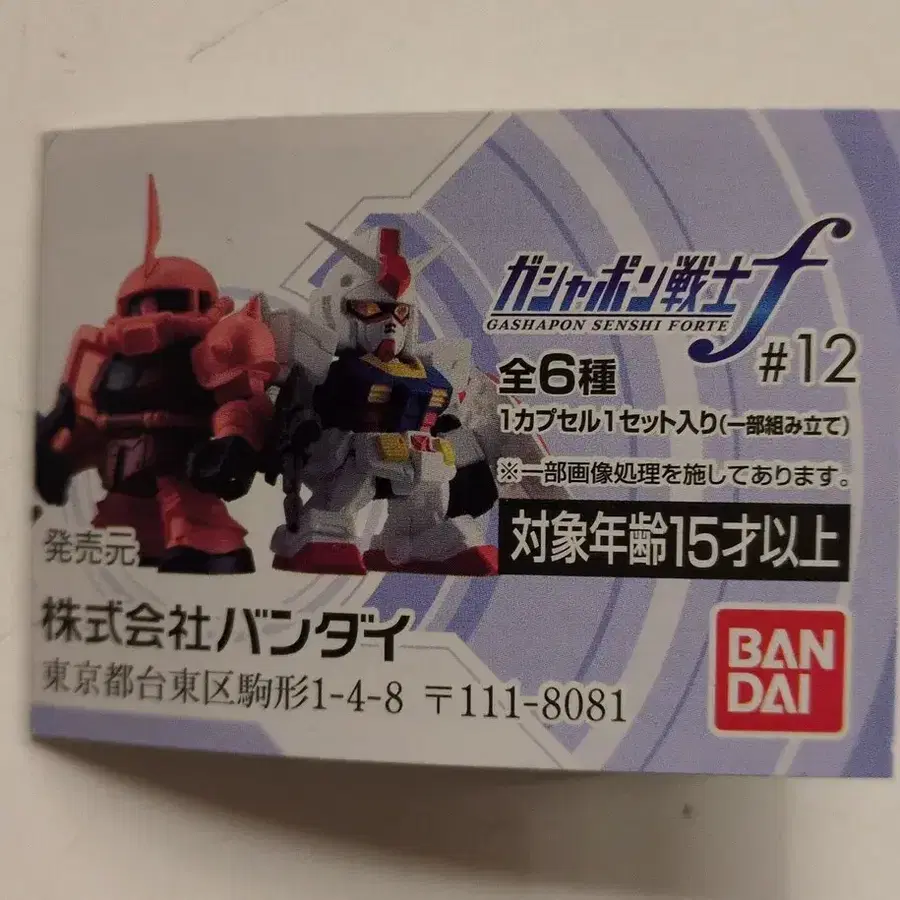 ガシャポン戦士f
GASHAPON SENSHI FORTE
#12
全6種
1カプセル1セット入り(一部組み立て)
※一部画像処理を施してあります。
対象年齢15才以上
発売元
株式会社バンダイ
東京都台東区駒形1-4-8 〒111-8081
BAN
DAI